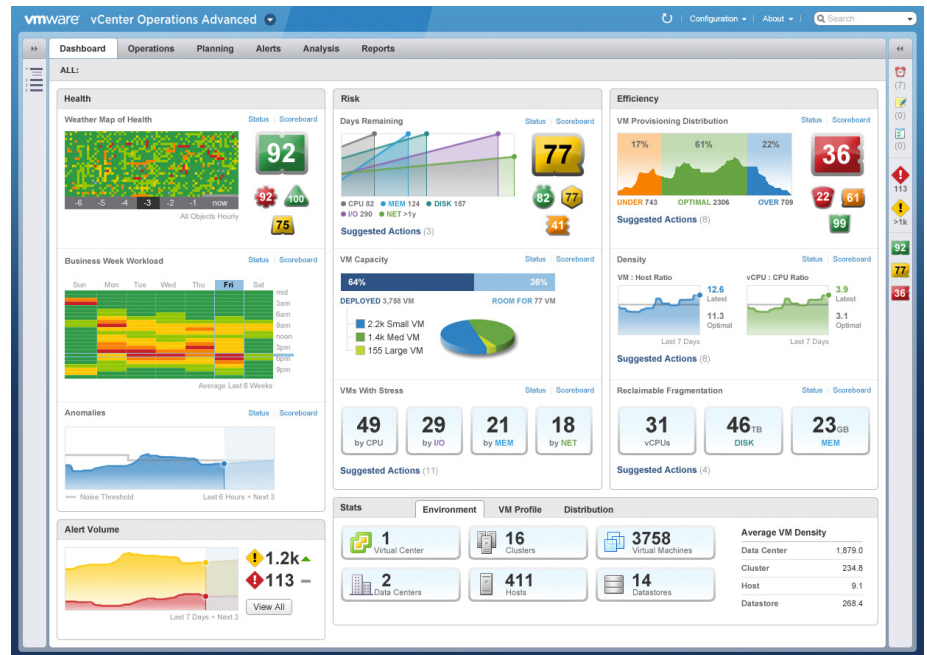 vmware vCenter Operations Advanced
Configuration About Search
Dashboard Operations Planning Alerts Analysis Reports
ALL:
Health
Weather Map of Health Status Scoreboard
92
-6 -5 -4 -3 -2 -1 now
92 100
All Objects Hourly
75
Business Week Workload Status Scoreboard
Sun Mon Tue Wed Thu Fri Sat
mid
3am
6am
9am
noon
3pm
6pm
9pm
Average Last 6 Weeks
Anomalies Status Scoreboard
Noise Threshold Last 6 Hours + Next 3
Alert Volume
1.2k
113
View All
Last 7 Days + Next 3
Risk
Days Remaining Status Scoreboard
77
CPU 82 MEM 124 DISK 157
I/O 290 NET >1y
82 77
41
Suggested Actions (3)
VM Capacity Status Scoreboard
64% 36%
DEPLOYED 3,758 VM ROOM FOR 77 VM
2.2k Small VM
1.4k Med VM
155 Large VM
VMs With Stress Status Scoreboard
49 29 21 18
by CPU by I/O by MEM by NET
Suggested Actions (11)
Efficiency
VM Provisioning Distribution Status Scoreboard
17% 61% 22%
36
UNDER 743 OPTIMAL 2306 OVER 709
22 61
99
Suggested Actions (8)
Density Status Scoreboard
VM : Host Ratio vCPU : CPU Ratio
12.6 3.9
Latest Latest
11.3 3.1
Optimal Optimal
Last 7 Days Last 7 Days
Suggested Actions (8)
Reclaimable Fragmentation Status Scoreboard
31 46TB 23GB
vCPUs DISK MEM
Suggested Actions (4)
Stats Environment VM Profile Distribution
1 16 3758
Virtual Center Clusters Virtual Machines
2 411 14
Data Centers Hosts Datastores
Average VM Density
Data Center 1,879.0
Cluster 234.8
Host 9.1
Datastore 268.4
(7)
(0)
(0)
113
>1k
92
77
36